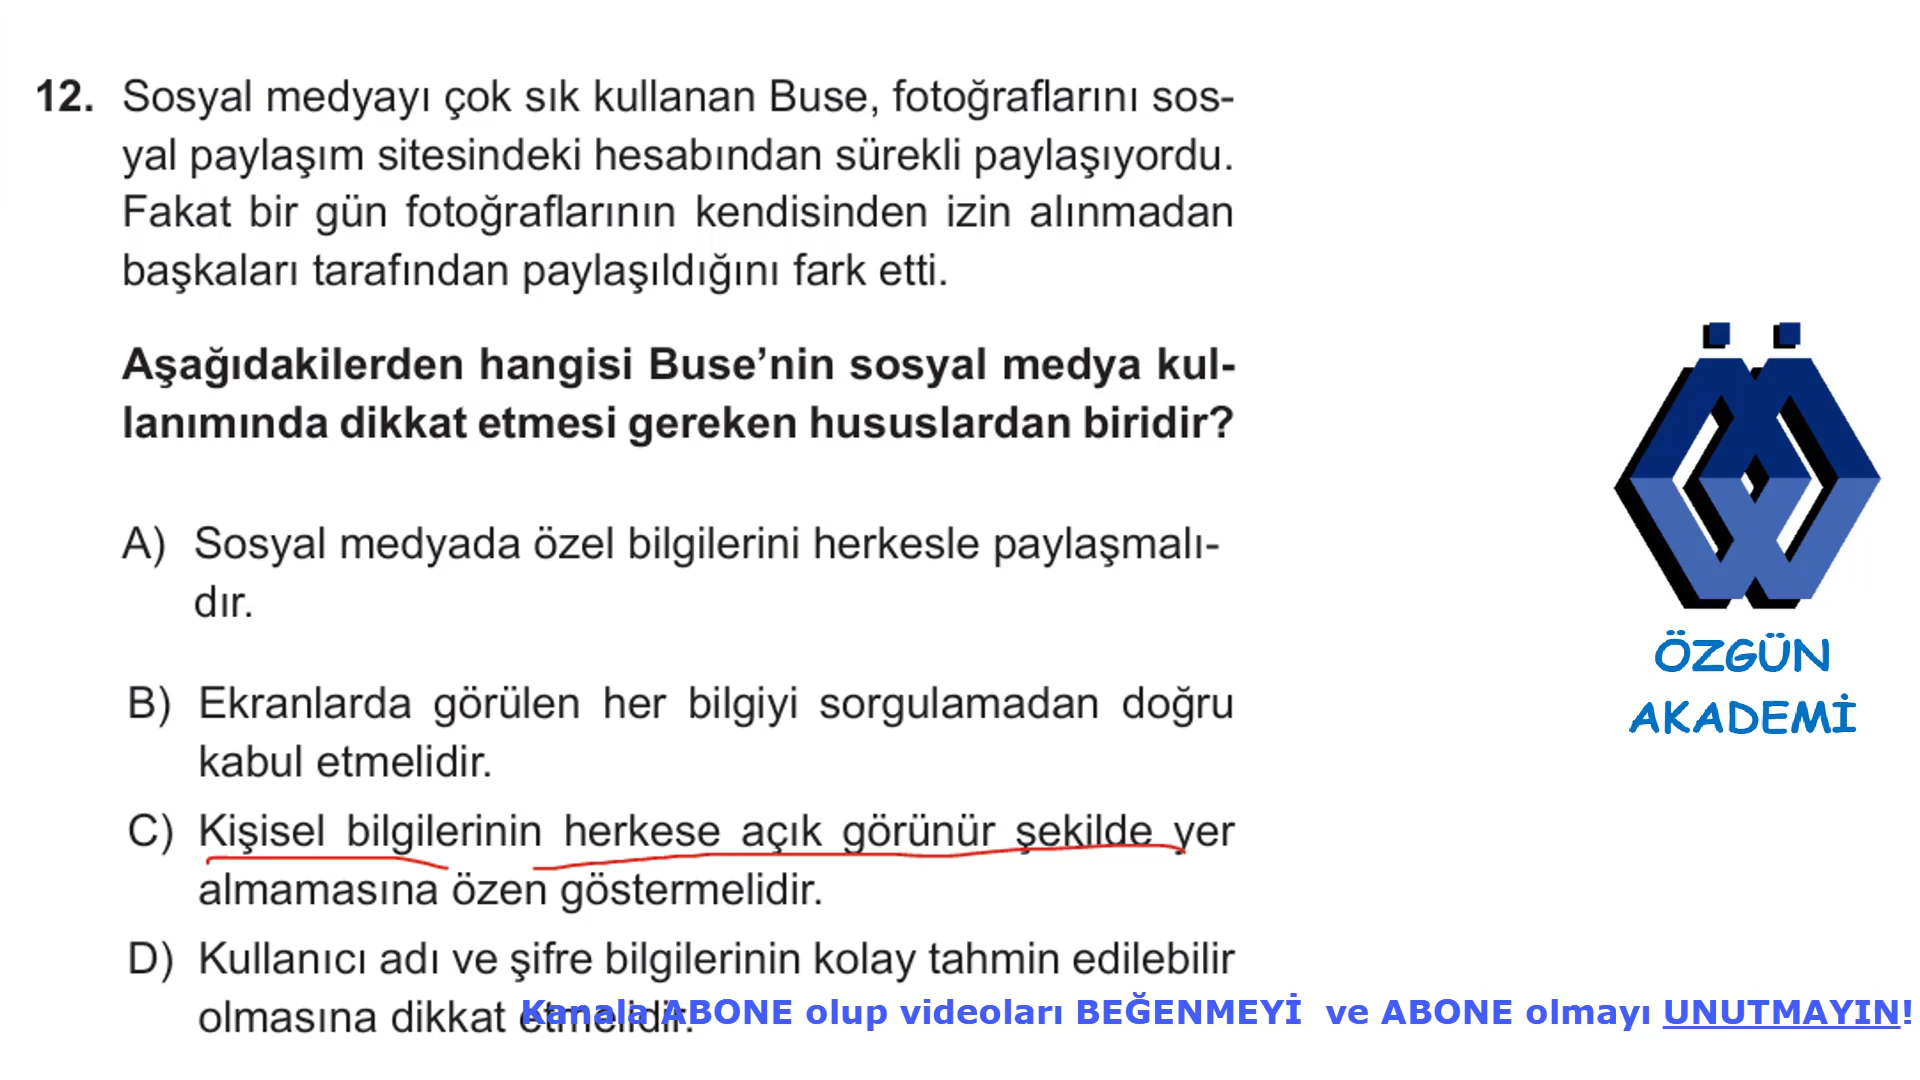 12. Sosyal medyayı çok sık kullanan Buse, fotoğraflarını sos-
yal paylaşım sitesindeki hesabından sürekli paylaşıyordu.
Fakat bir gün fotoğraflarının kendisinden izin alınmadan
başkaları tarafından paylaşıldığını fark etti.
Aşağıdakilerden hangisi Buse’nin sosyal medya kul-
lanımında dikkat etmesi gereken hususlardan biridir?
A) Sosyal medyada özel bilgilerini herkesle paylaşmalı-
dır.
B) Ekranlarda görülen her bilgiyi sorgulamadan doğru
kabul etmelidir.
C) Kişisel bilgilerinin herkese açık görünür şekilde yer
almamasına özen göstermelidir.
D) Kullanıcı adı ve şifre bilgilerinin kolay tahmin edilebilir
olmasına dikkat etmelidir.
Kanala ABONE olup videoları BEĞENMEYİ ve ABONE olmayı UNUTMAYIN!
ÖZGÜN
AKADEMİ